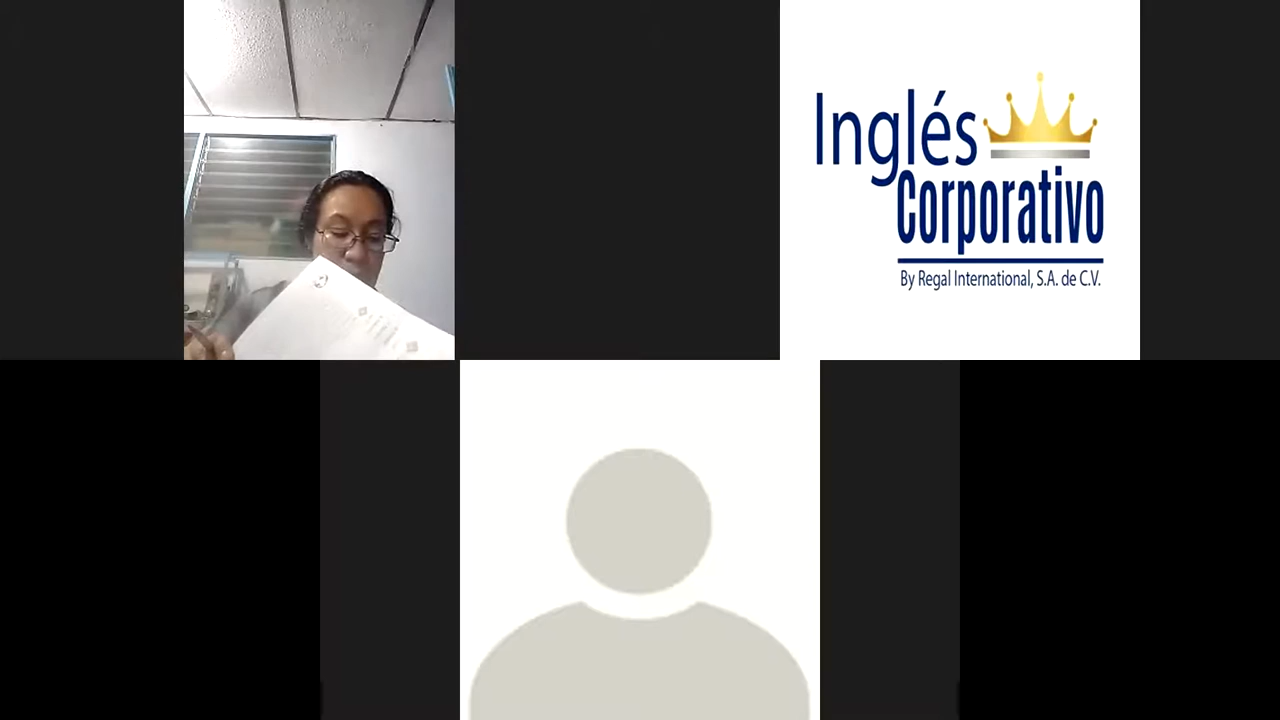 Inglés
Corporativo
By Regal International, S.A. de C.V.